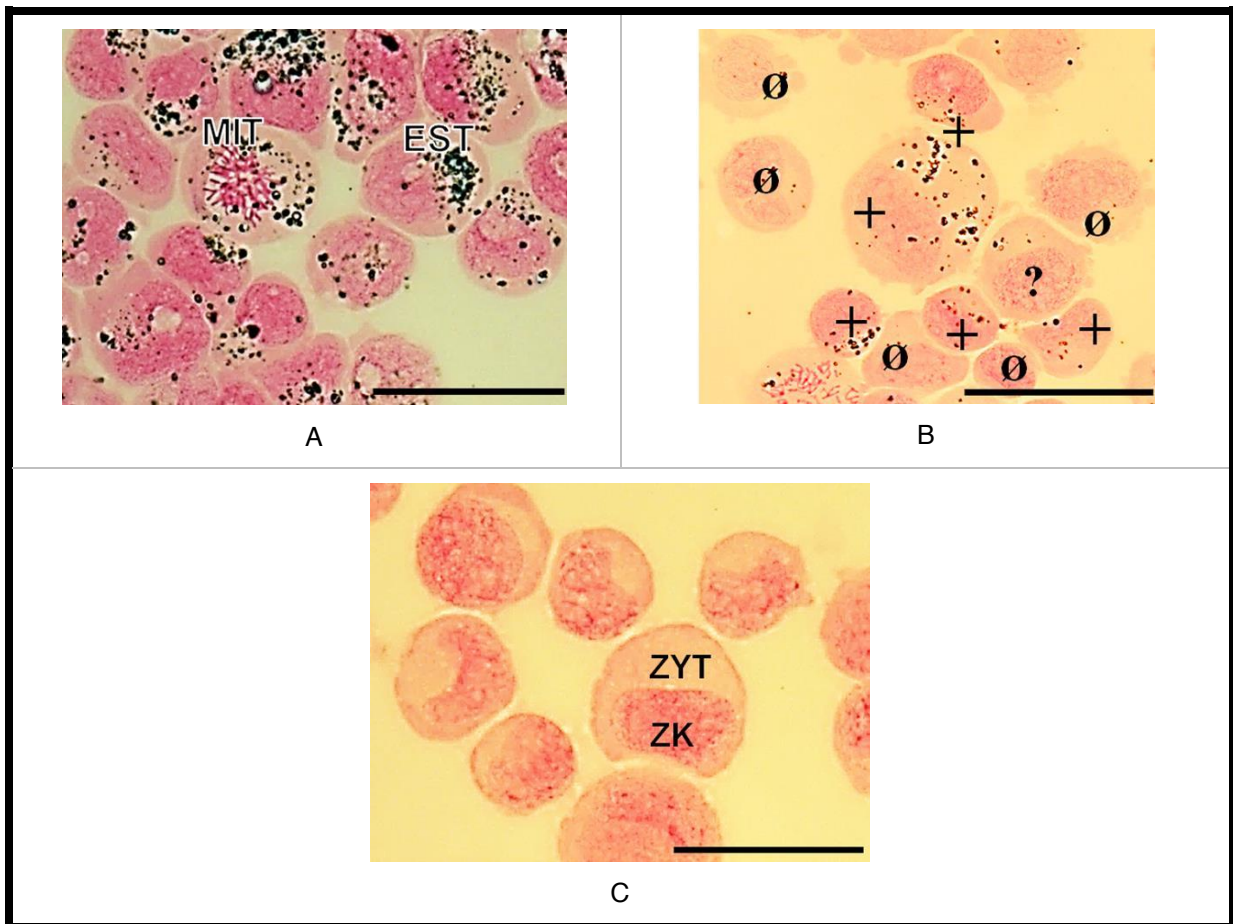 MIT EST
A
Ø + Ø + Ø ? + + + Ø Ø
B
ZYT
ZK
C